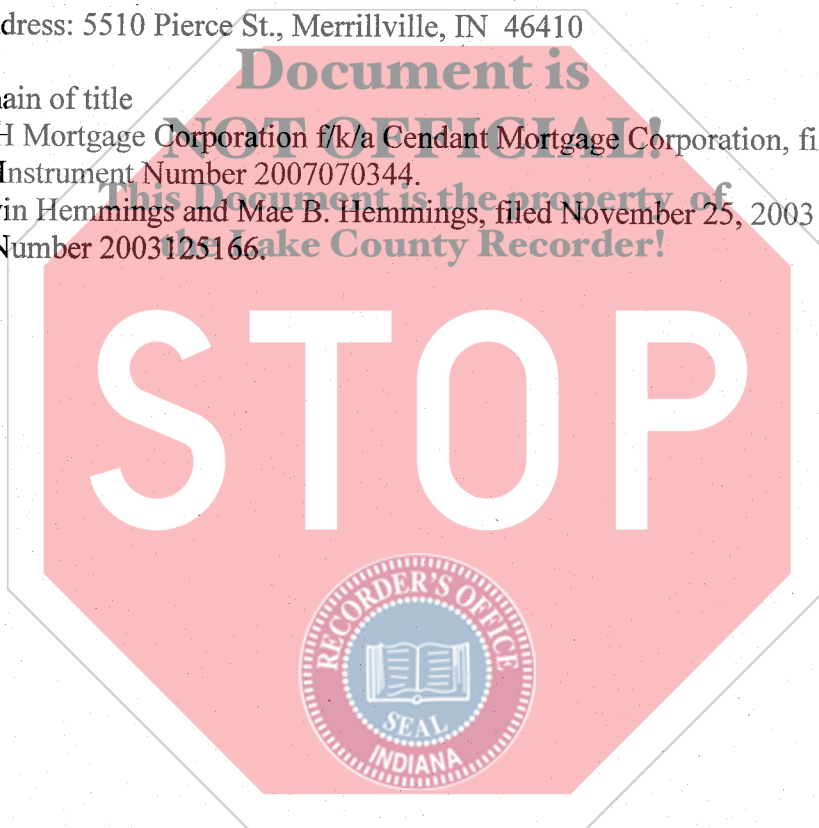 dress: 5510 Pierce St., Merrillville, IN 46410
Document is
ain of title
NOT OFFICIAL!
H Mortgage Corporation f/k/a Cendant Mortgage Corporation, fi
Instrument Number 2007070344.
This Document is the property of
in Hemmings and Mae B. Hemmings, filed November 25, 2003
the Lake County Recorder!
Number 2003125166.
STOP
RECORDER'S OFFICE
SEAL
INDIANA